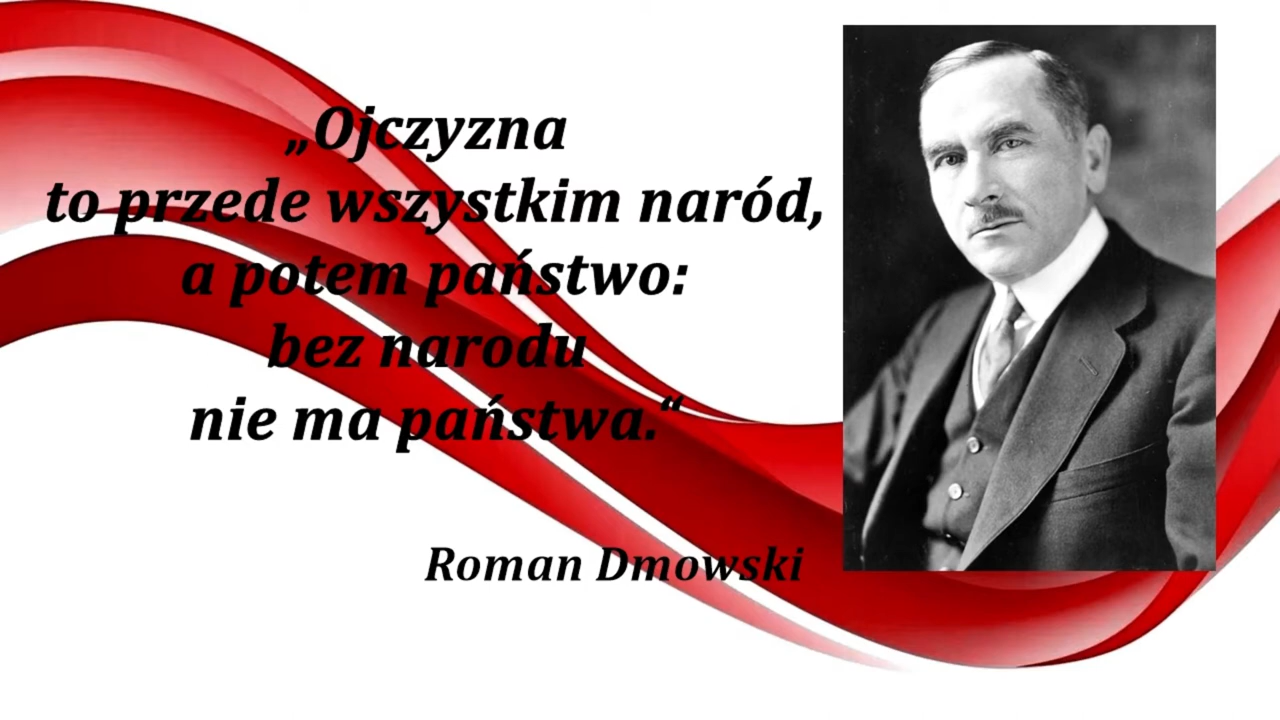 „Ojczyzna
to przede wszystkim naród,
a potem państwo:
bez narodu
nie ma państwa.“
Roman Dmowski